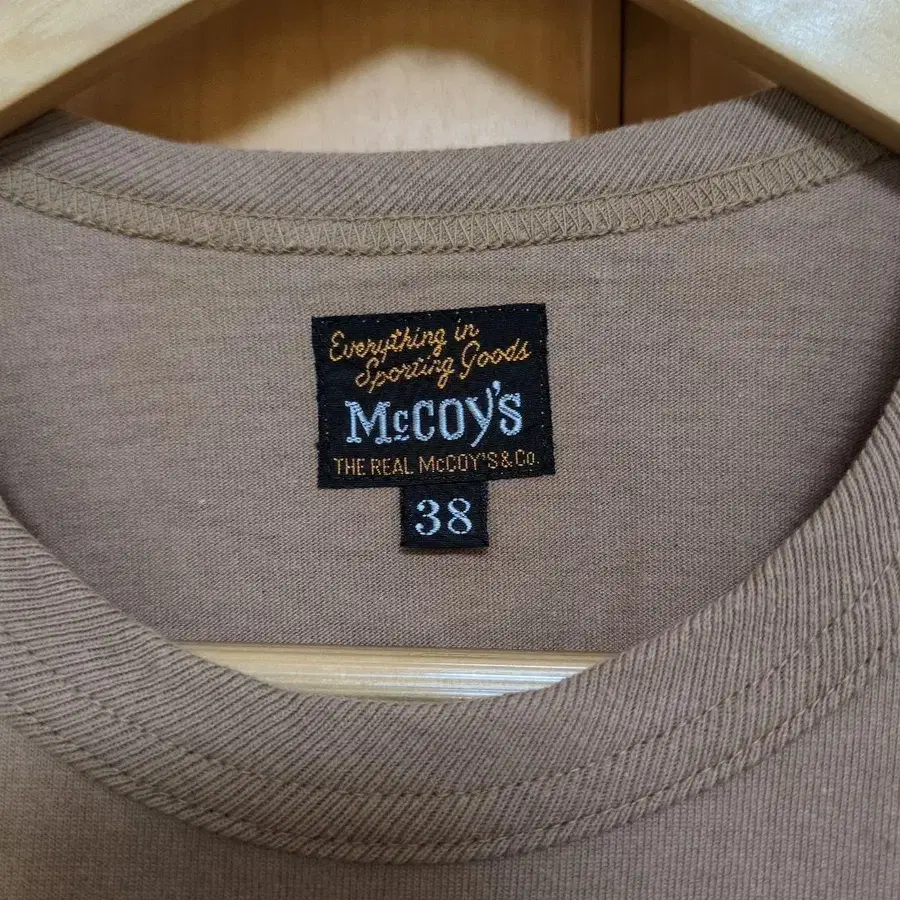 Everything in
Sporting Goods
McCOY'S
THE REAL McCOY'S & Co.
38